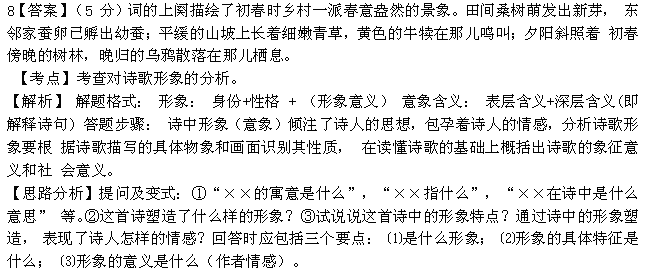 8【答案】(5 分) 词的上阕描绘了初春时乡村一派春意盎然的景象。田间桑树萌发出新芽， 东
邻家蚕卵已孵出幼蚕；平缓的山坡上长着细嫩青草，黄色的牛犊在那儿鸣叫；夕阳斜照着 初春
傍晚的树林，晚归的乌鸦散落在那儿栖息。
【考点】考查对诗歌形象的分析。
【解析】 解题格式： 形象： 身份+性格 + （形象意义） 意象含义： 表层含义+深层含义(即
解释诗句) 答题步骤： 诗中形象（意象）倾注了诗人的思想，包孕着诗人的情感，分析诗歌形
象要根 据诗歌描写的具体物象和画面识别其性质， 在读懂诗歌的基础上概括出诗歌的象征意
义和社 会意义。
【思路分析】提问及变式：①“××的寓意是什么”，“××指什么”，“××在诗中是什么
意思” 等。②这首诗塑造了什么样的形象？③试说说这首诗中的形象特点？通过诗中的形象塑
造， 表现了诗人怎样的情感？回答时应包括三个要点： ⑴是什么形象； ⑵形象的具体特征是
什么； ⑶形象的意义是什么（作者情感）。